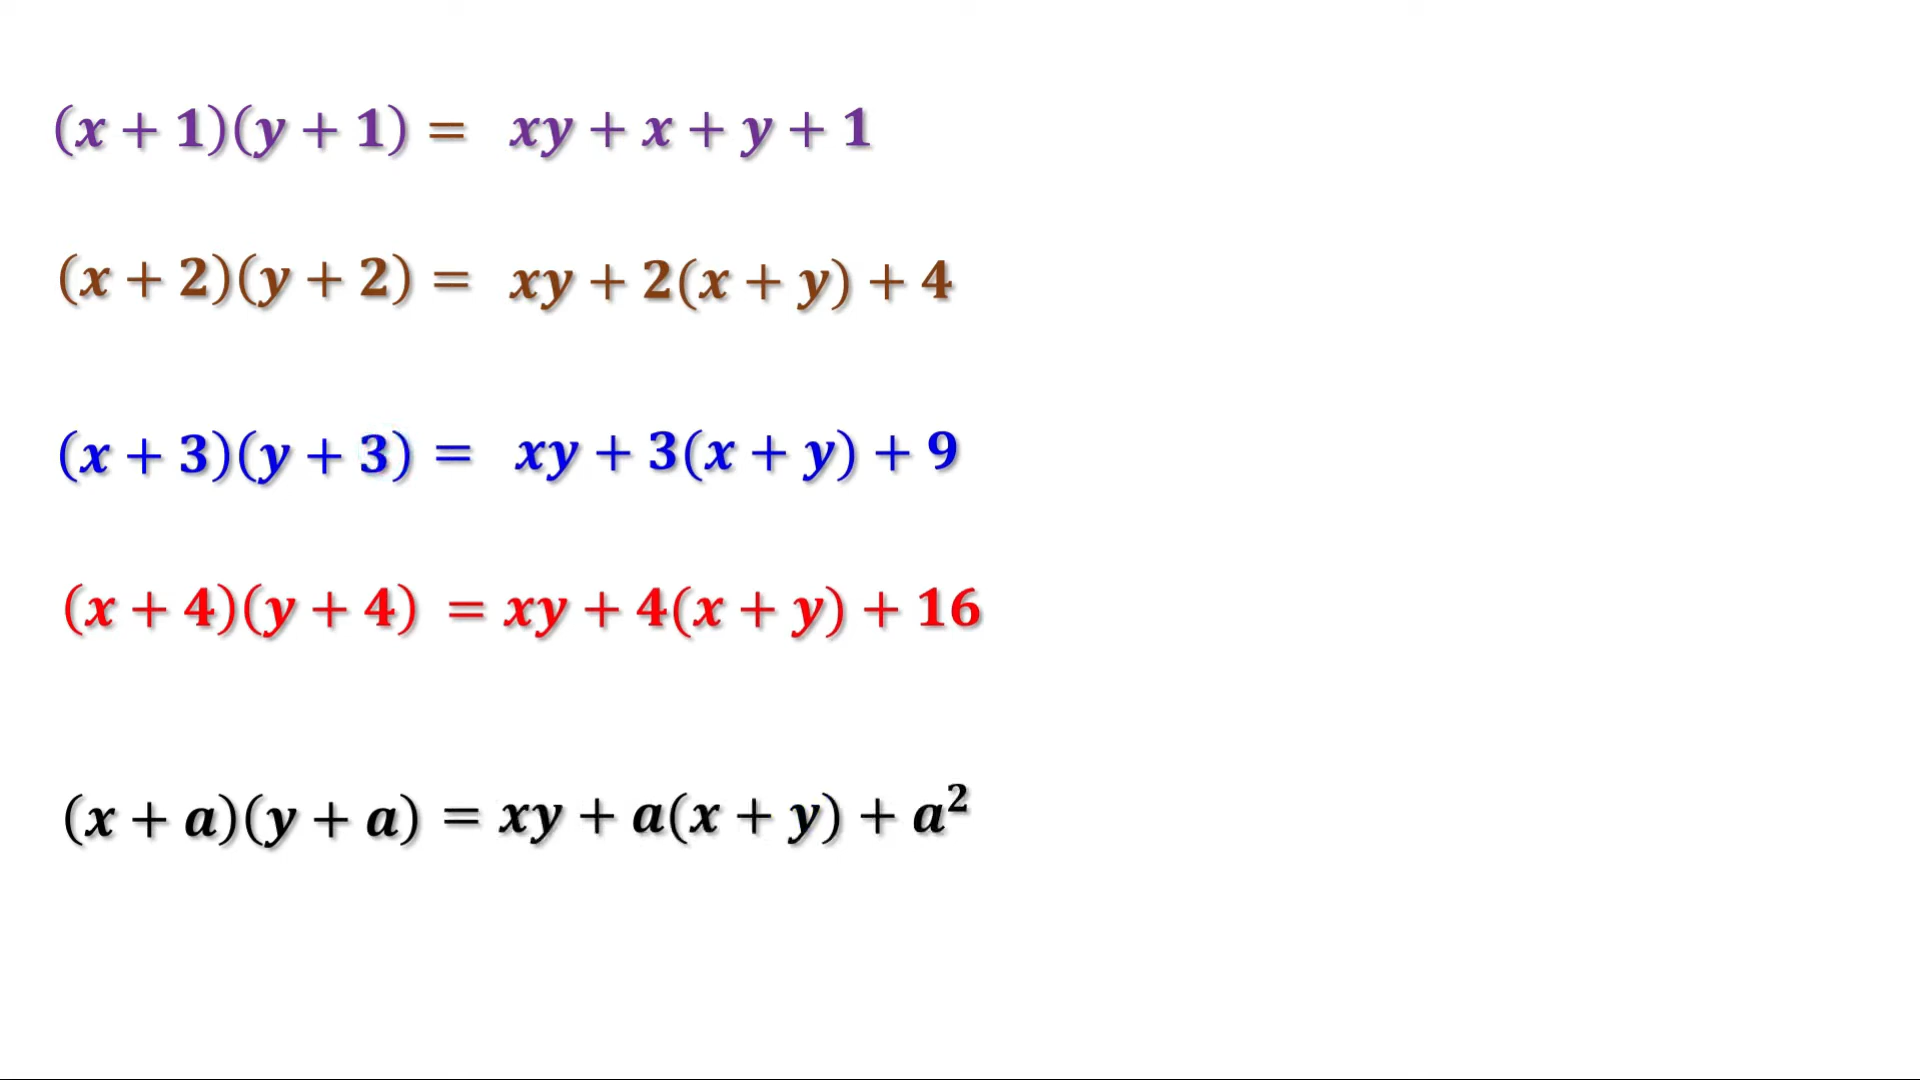 (x + 1)(y + 1) = xy + x + y + 1
(x + 2)(y + 2) = xy + 2(x + y) + 4
(x + 3)(y + 3) = xy + 3(x + y) + 9
(x + 4)(y + 4) = xy + 4(x + y) + 16
(x + a)(y + a) = xy + a(x + y) + a²